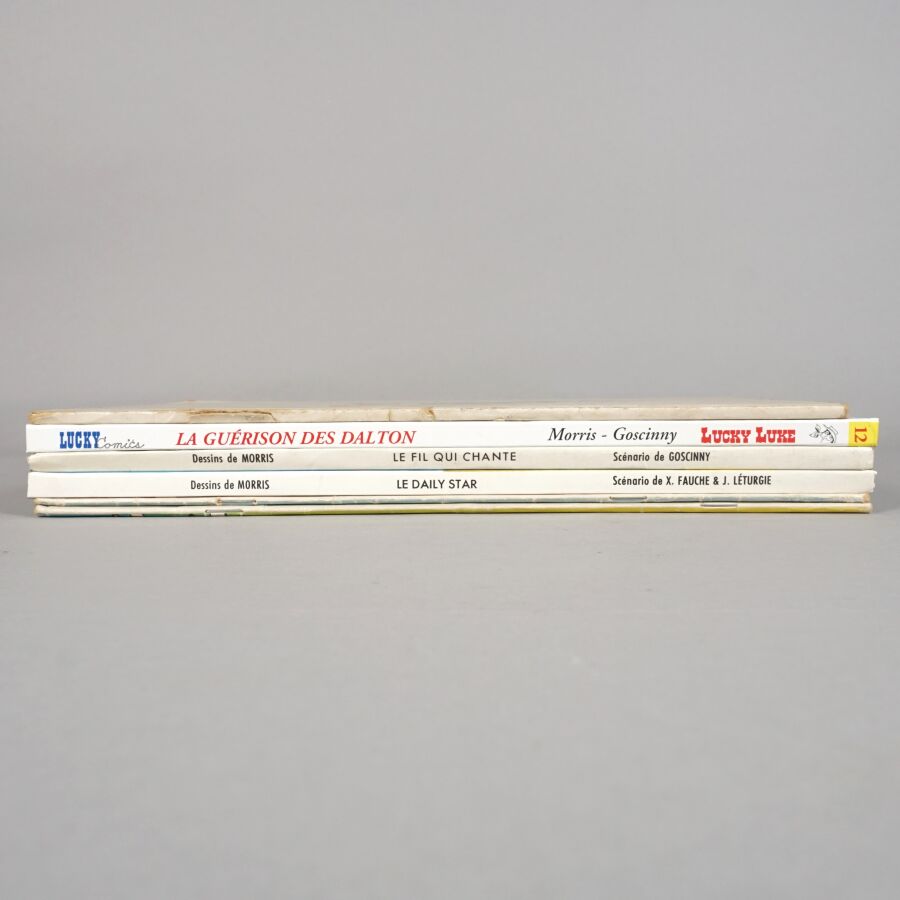 LUCKY Comics LA GUÉRISON DES DALTON Morris - Goscinny LUCKY LUKE 12
Dessins de MORRIS LE FIL QUI CHANTE Scénario de GOSCINNY
Dessins de MORRIS LE DAILY STAR Scénario de X. FAUCHE & J. LÉTURGIE